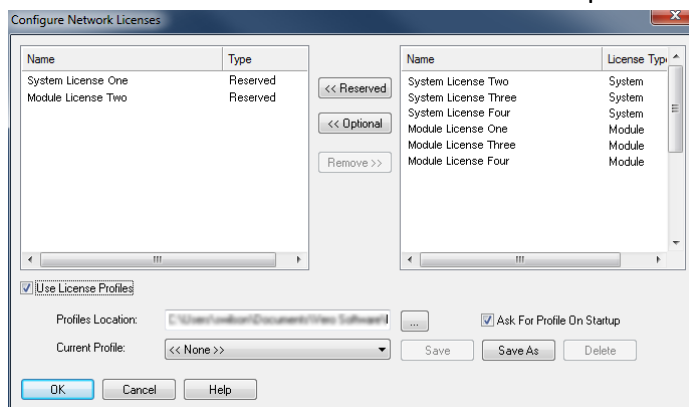 Configure Network Licenses
Name Type
System License One Reserved
Module License Two Reserved
<< Reserved
<< Optional
Remove >>
Name License Typ
System License Two System
System License Three System
System License Four System
Module License One Module
Module License Three Module
Module License Four Module
Use License Profiles
Profiles Location: ... Ask For Profile On Startup
Current Profile: << None >> Save Save As Delete
OK Cancel Help